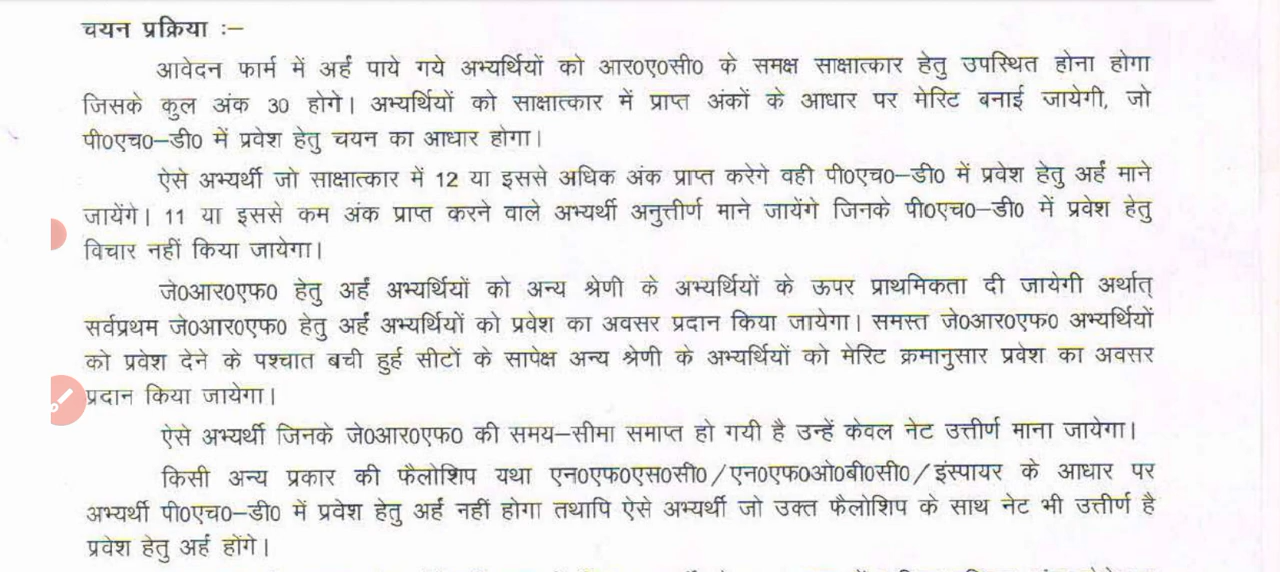 चयन प्रक्रिया :–
आवेदन फार्म में अर्ह पाये गये अभ्यर्थियों को आर0ए0सी0 के समक्ष साक्षात्कार हेतु उपस्थित होना होगा
जिसके कुल अंक 30 होगे। अभ्यर्थियों को साक्षात्कार में प्राप्त अंकों के आधार पर मेरिट बनाई जायेगी, जो
पी0एच0–डी0 में प्रवेश हेतु चयन का आधार होगा।
ऐसे अभ्यर्थी जो साक्षात्कार में 12 या इससे अधिक अंक प्राप्त करेगे वही पी0एच0–डी0 में प्रवेश हेतु अर्ह माने
जायेंगे। 11 या इससे कम अंक प्राप्त करने वाले अभ्यर्थी अनुत्तीर्ण माने जायेंगे जिनके पी0एच0–डी0 में प्रवेश हेतु
विचार नहीं किया जायेगा।
जे0आर0एफ0 हेतु अर्ह अभ्यर्थियों को अन्य श्रेणी के अभ्यर्थियों के ऊपर प्राथमिकता दी जायेगी अर्थात्
सर्वप्रथम जे0आर0एफ0 हेतु अर्ह अभ्यर्थियों को प्रवेश का अवसर प्रदान किया जायेगा। समस्त जे0आर0एफ0 अभ्यर्थियों
को प्रवेश देने के पश्चात बची हुई सीटों के सापेक्ष अन्य श्रेणी के अभ्यर्थियों को मेरिट क्रमानुसार प्रवेश का अवसर
प्रदान किया जायेगा।
ऐसे अभ्यर्थी जिनके जे0आर0एफ0 की समय–सीमा समाप्त हो गयी है उन्हें केवल नेट उत्तीर्ण माना जायेगा।
किसी अन्य प्रकार की फैलोशिप यथा एन0एफ0एस0सी0/एन0एफ0ओ0बी0सी0/इंस्पायर के आधार पर
अभ्यर्थी पी0एच0–डी0 में प्रवेश हेतु अर्ह नहीं होगा तथापि ऐसे अभ्यर्थी जो उक्त फैलोशिप के साथ नेट भी उत्तीर्ण है
प्रवेश हेतु अर्ह होंगे।